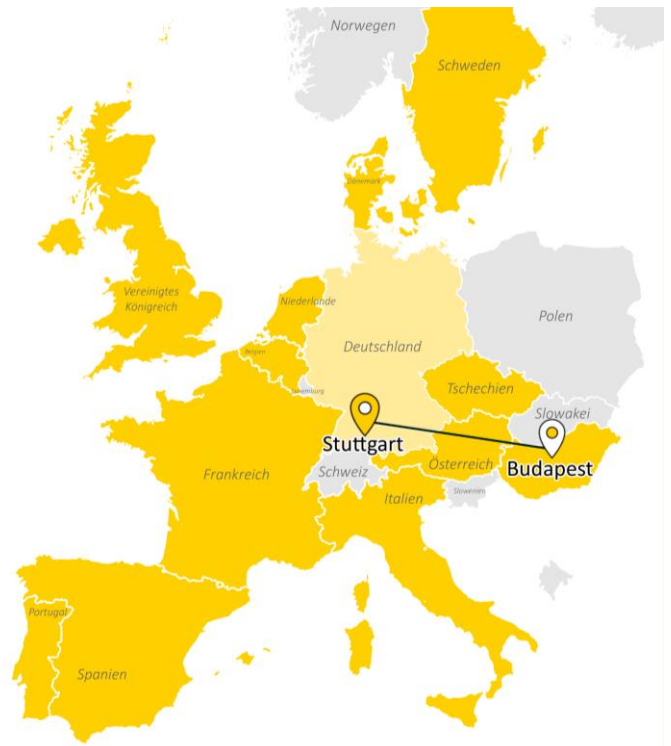 Norwegen
Schweden
Dänemark
Vereinigtes
Königreich
Niederlande
Polen
Deutschland
Belgien
Luxemburg
Tschechien
Slowakei
Stuttgart
Budapest
Schweiz
Österreich
Frankreich
Slowenien
Italien
Portugal
Spanien